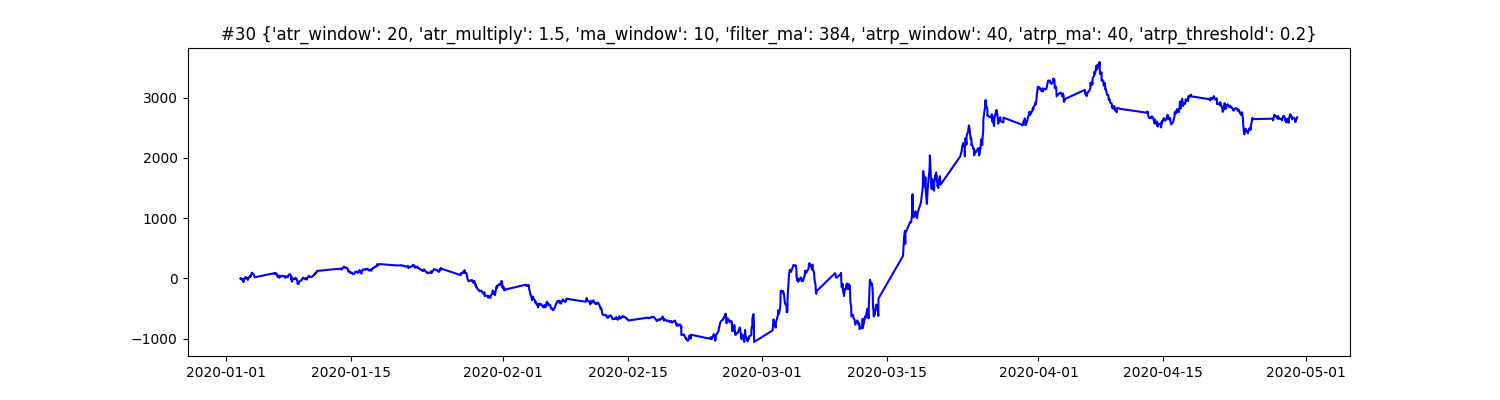 #30 {'atr_window': 20, 'atr_multiply': 1.5, 'ma_window': 10, 'filter_ma': 384, 'atrp_window': 40, 'atrp_ma': 40, 'atrp_threshold': 0.2}
3000
2000
1000
0
−1000
2020-01-01 2020-01-15 2020-02-01 2020-02-15 2020-03-01 2020-03-15 2020-04-01 2020-04-15 2020-05-01